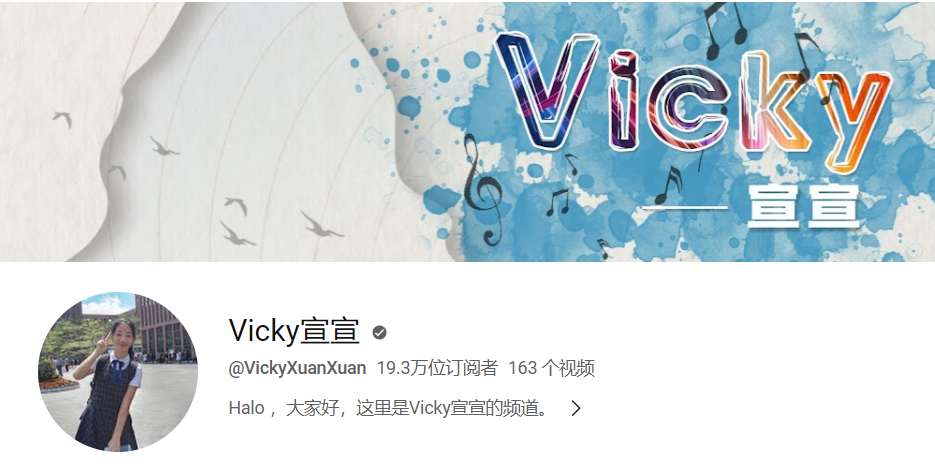 Vicky
宣宣
Vicky宣宣
@VickyXuanXuan 19.3万位订阅者 163 个视频
Halo ，大家好，这里是Vicky宣宣的频道。